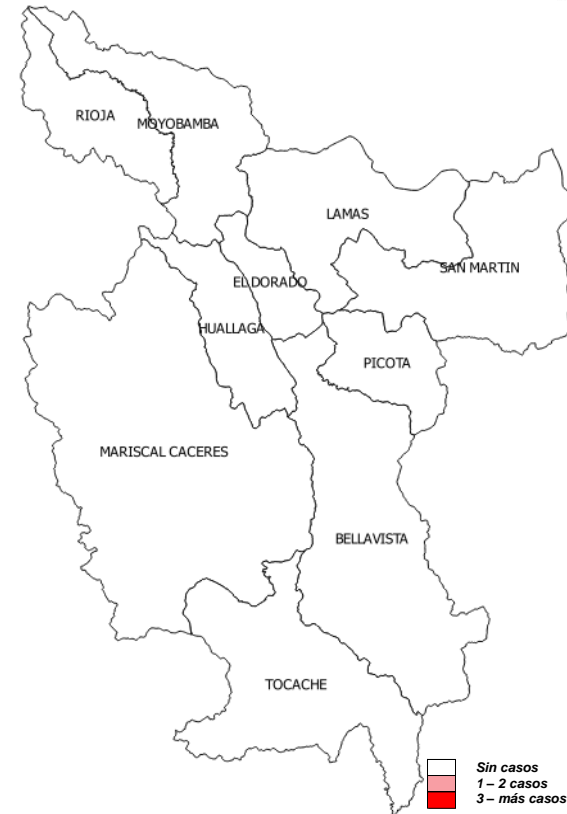 RIOJA
MOYOBAMBA
LAMAS
SAN MARTIN
EL DORADO
HUALLAGA
PICOTA
MARISCAL CACERES
BELLAVISTA
TOCACHE
Sin casos
1 – 2 casos
3 – más casos